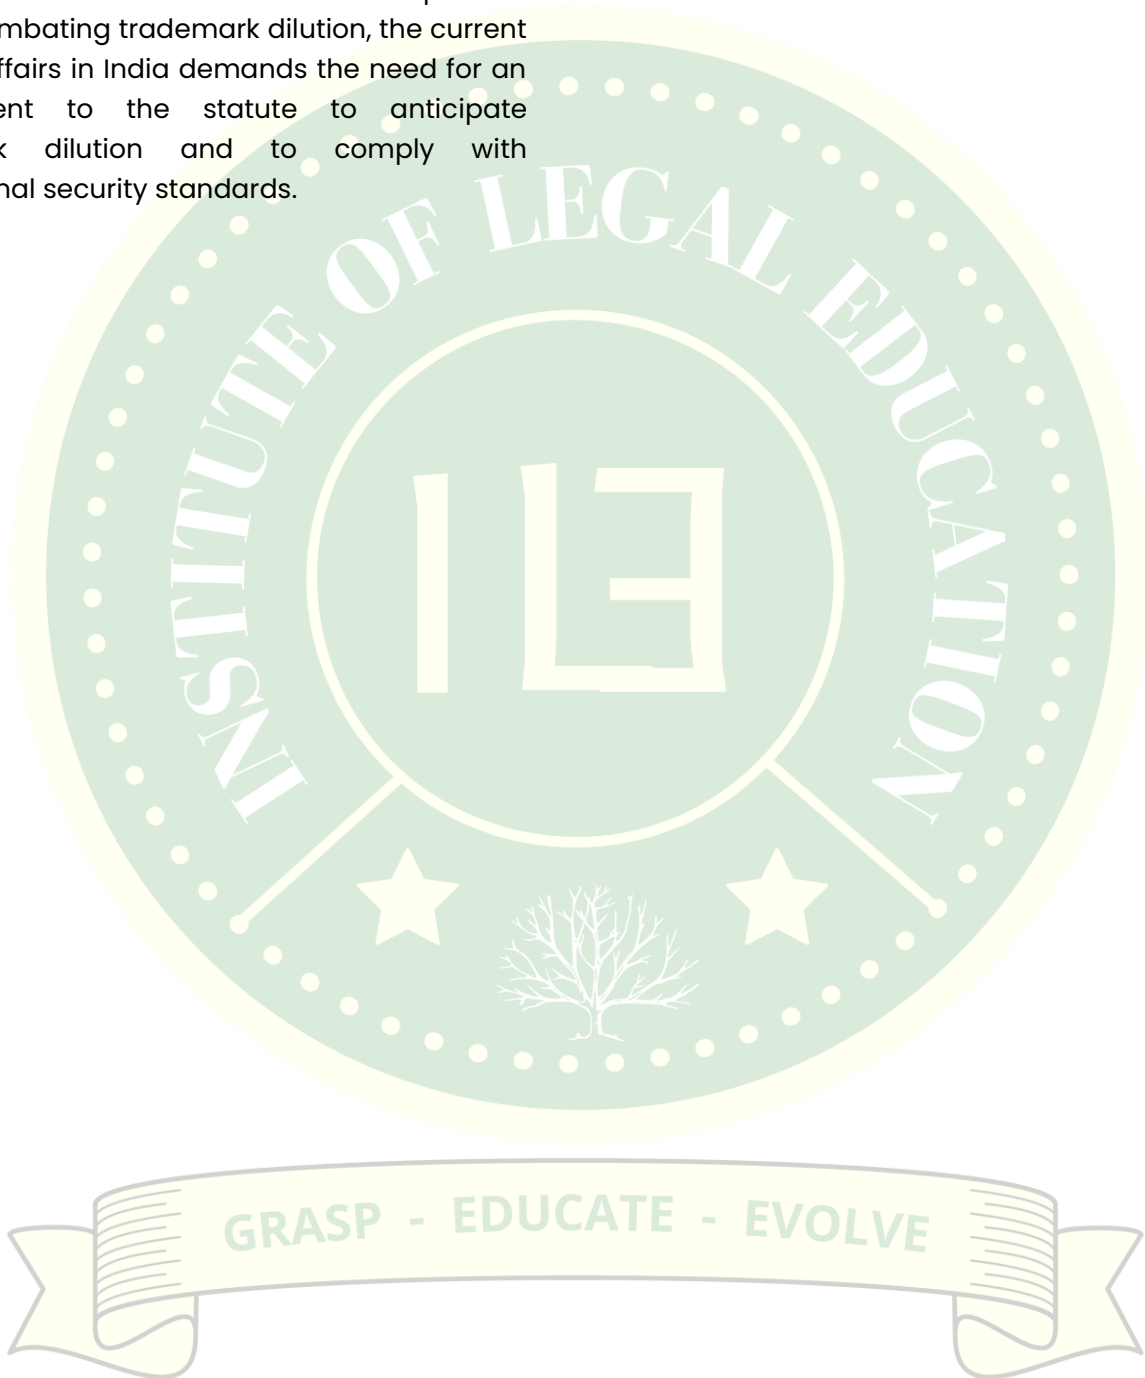 mbating trademark dilution, the current
ffairs in India demands the need for an
ent to the statute to anticipate
k dilution and to comply with
nal security standards.
INSTITUTE OF LEGAL EDUCATION
ILE
GRASP - EDUCATE - EVOLVE